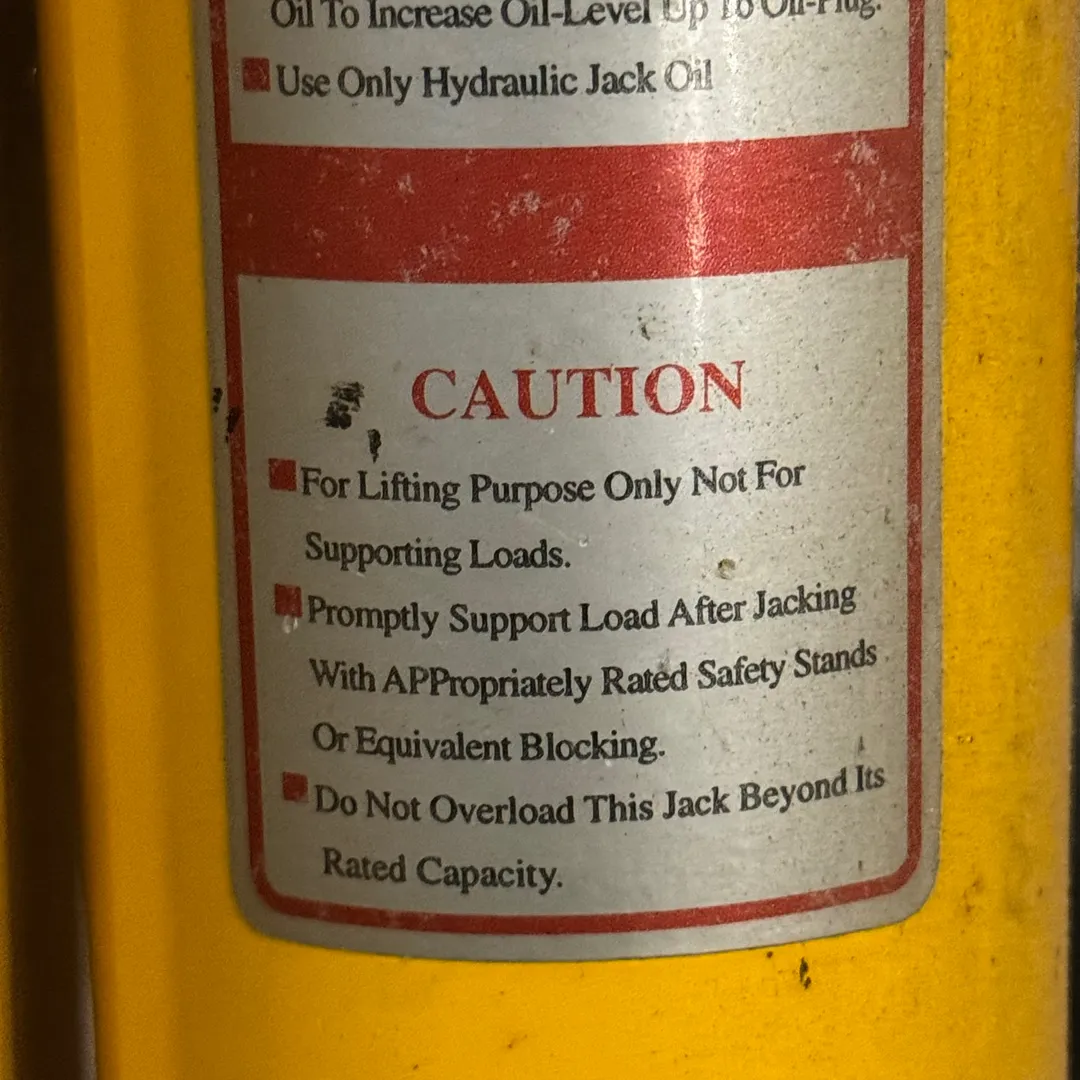 Oil To Increase Oil-Level Up To Oil-Plug.
Use Only Hydraulic Jack Oil
CAUTION
For Lifting Purpose Only Not For
Supporting Loads.
Promptly Support Load After Jacking
With APPropriately Rated Safety Stands
Or Equivalent Blocking.
Do Not Overload This Jack Beyond Its
Rated Capacity.